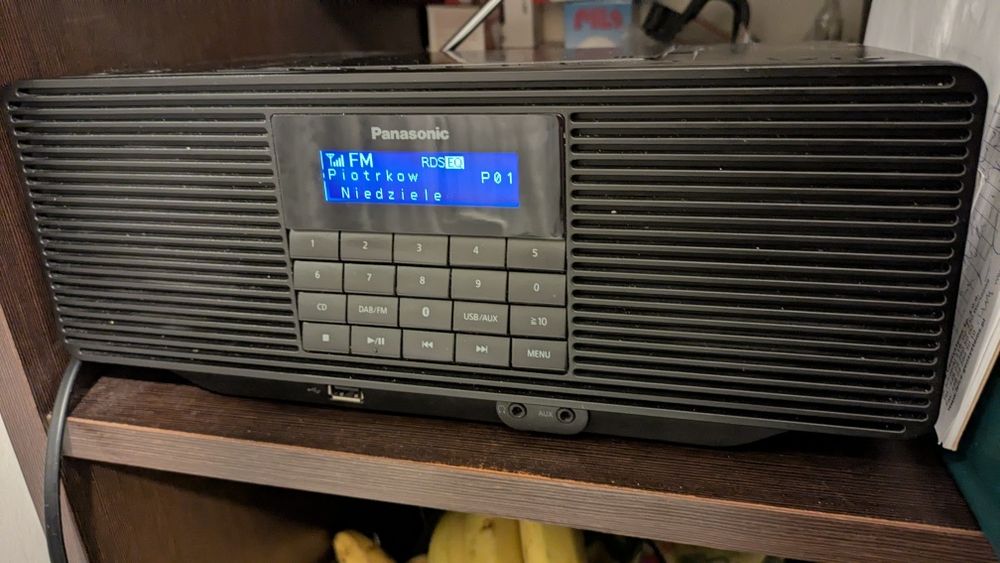 Panasonic
FM RDS EQ
Piotrkow P01
Niedziele
1 2 3 4 5
6 7 8 9 0
CD DAB/FM USB/AUX ≧10
MENU
AUX